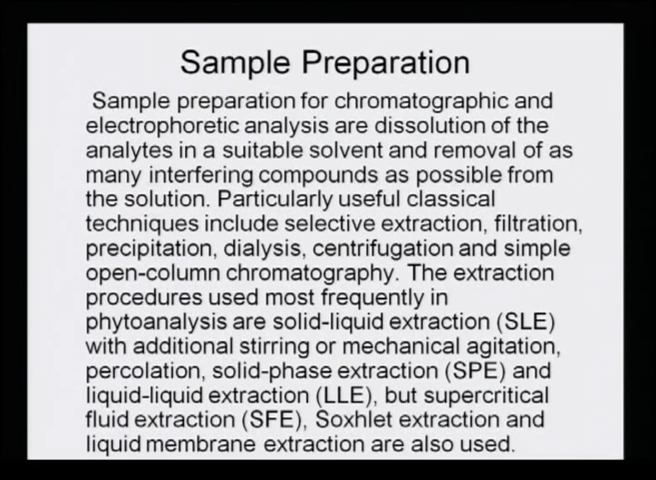 Sample Preparation
Sample preparation for chromatographic and
electrophoretic analysis are dissolution of the
analytes in a suitable solvent and removal of as
many interfering compounds as possible from
the solution. Particularly useful classical
techniques include selective extraction, filtration,
precipitation, dialysis, centrifugation and simple
open-column chromatography. The extraction
procedures used most frequently in
phytoanalysis are solid-liquid extraction (SLE)
with additional stirring or mechanical agitation,
percolation, solid-phase extraction (SPE) and
liquid-liquid extraction (LLE), but supercritical
fluid extraction (SFE), Soxhlet extraction and
liquid membrane extraction are also used.